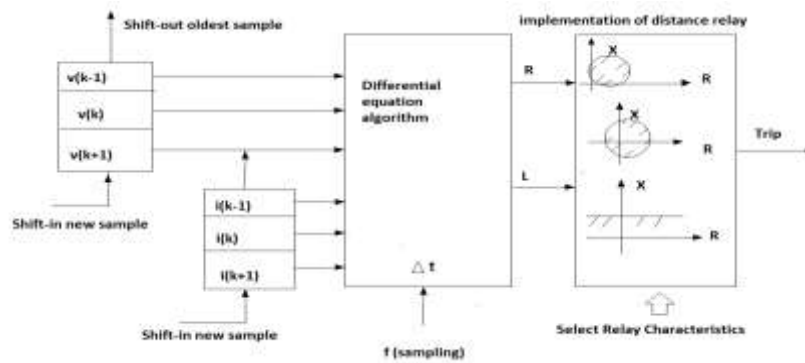 Shift-out oldest sample
implementation of distance relay
v(k-1)
v(k)
v(k+1)
Shift-in new sample
i(k-1)
i(k)
i(k+1)
Shift-in new sample
Differential
equation
algorithm
△ t
f (sampling)
R
L
X
R
X
R
X
R
Trip
Select Relay Characteristics